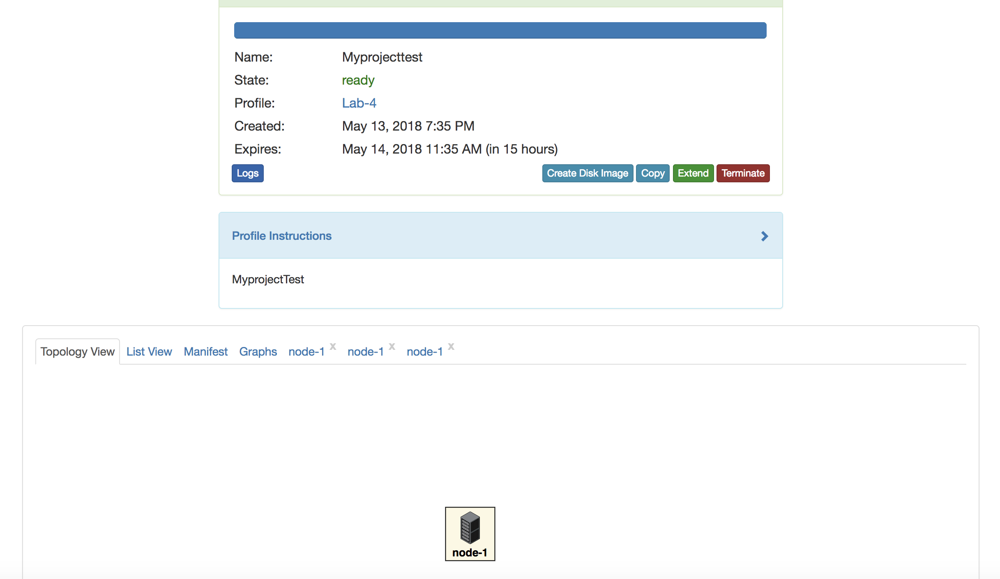 Name: Myprojecttest
State: ready
Profile: Lab-4
Created: May 13, 2018 7:35 PM
Expires: May 14, 2018 11:35 AM (in 15 hours)
Logs Create Disk Image Copy Extend Terminate
Profile Instructions
MyprojectTest
Topology View List View Manifest Graphs node-1 x node-1 x node-1 x
node-1